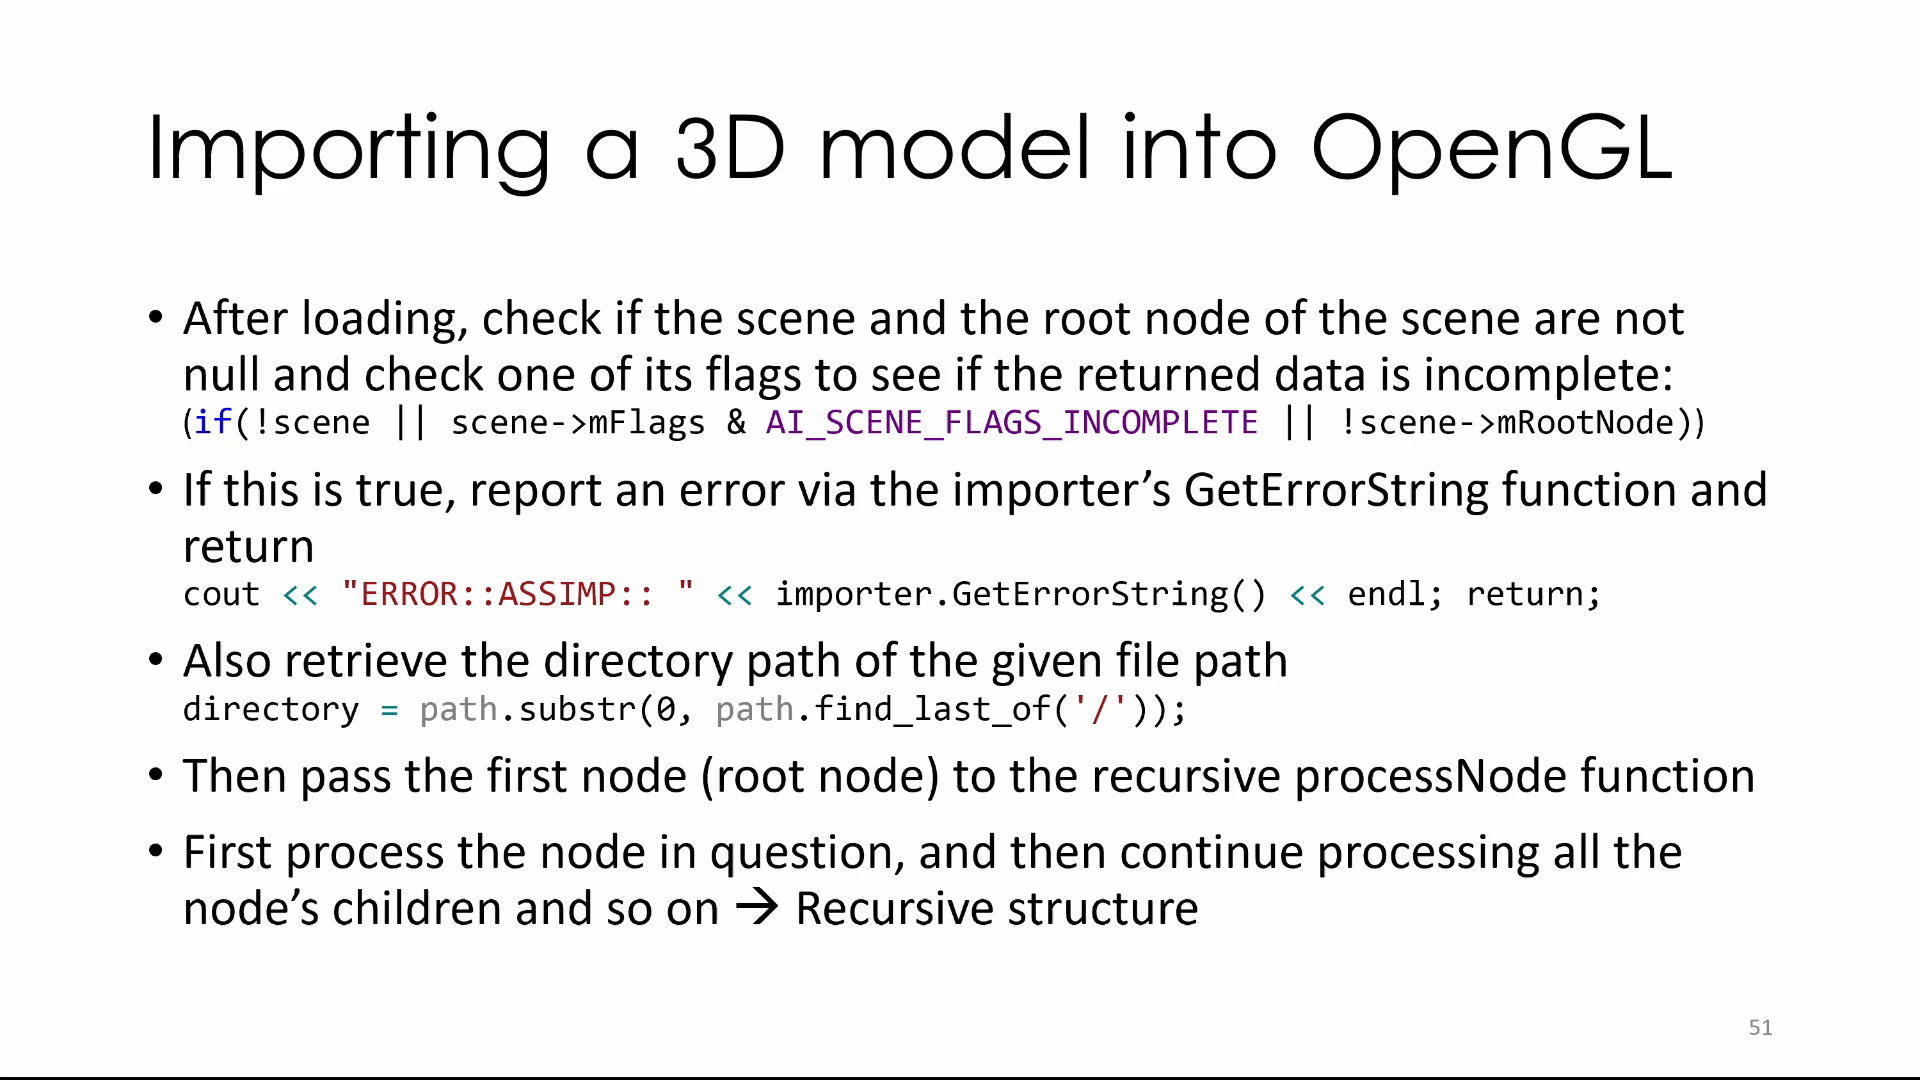 Importing a 3D model into OpenGL
• After loading, check if the scene and the root node of the scene are not
null and check one of its flags to see if the returned data is incomplete:
(if(!scene || scene->mFlags & AI_SCENE_FLAGS_INCOMPLETE || !scene->mRootNode))
• If this is true, report an error via the importer’s GetErrorString function and
return
cout << "ERROR::ASSIMP:: " << importer.GetErrorString() << endl; return;
• Also retrieve the directory path of the given file path
directory = path.substr(0, path.find_last_of('/'));
• Then pass the first node (root node) to the recursive processNode function
• First process the node in question, and then continue processing all the
node’s children and so on → Recursive structure
51